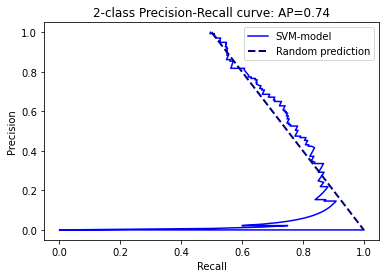 2-class Precision-Recall curve: AP=0.74
SVM-model
Random prediction
Precision
1.0
0.8
0.6
0.4
0.2
0.0
0.0 0.2 0.4 0.6 0.8 1.0
Recall